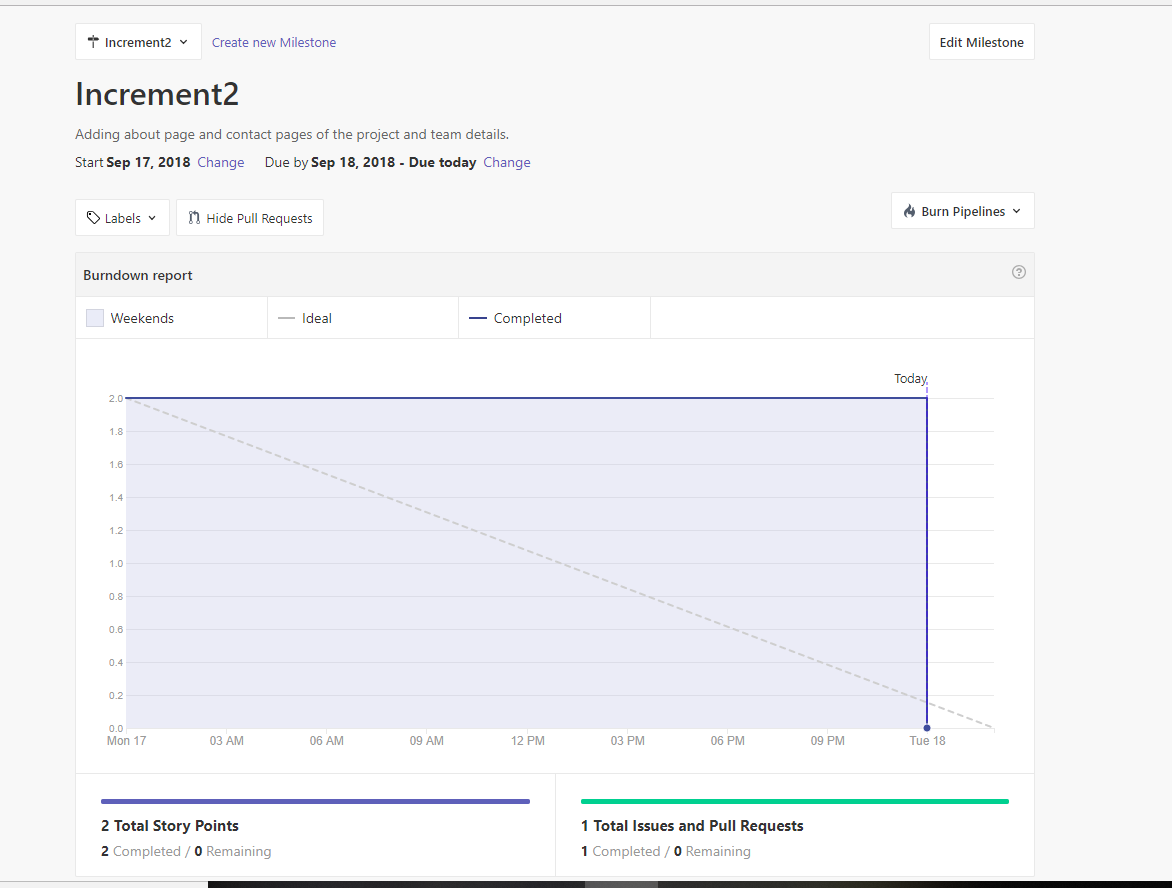 Increment2 Create new Milestone Edit Milestone
Increment2
Adding about page and contact pages of the project and team details.
Start Sep 17, 2018 Change Due by Sep 18, 2018 - Due today Change
Labels Hide Pull Requests Burn Pipelines
Burndown report ?
Weekends Ideal Completed
Today
2.0
1.8
1.6
1.4
1.2
1.0
0.8
0.6
0.4
0.2
0.0
Mon 17 03 AM 06 AM 09 AM 12 PM 03 PM 06 PM 09 PM Tue 18
2 Total Story Points
2 Completed / 0 Remaining
1 Total Issues and Pull Requests
1 Completed / 0 Remaining